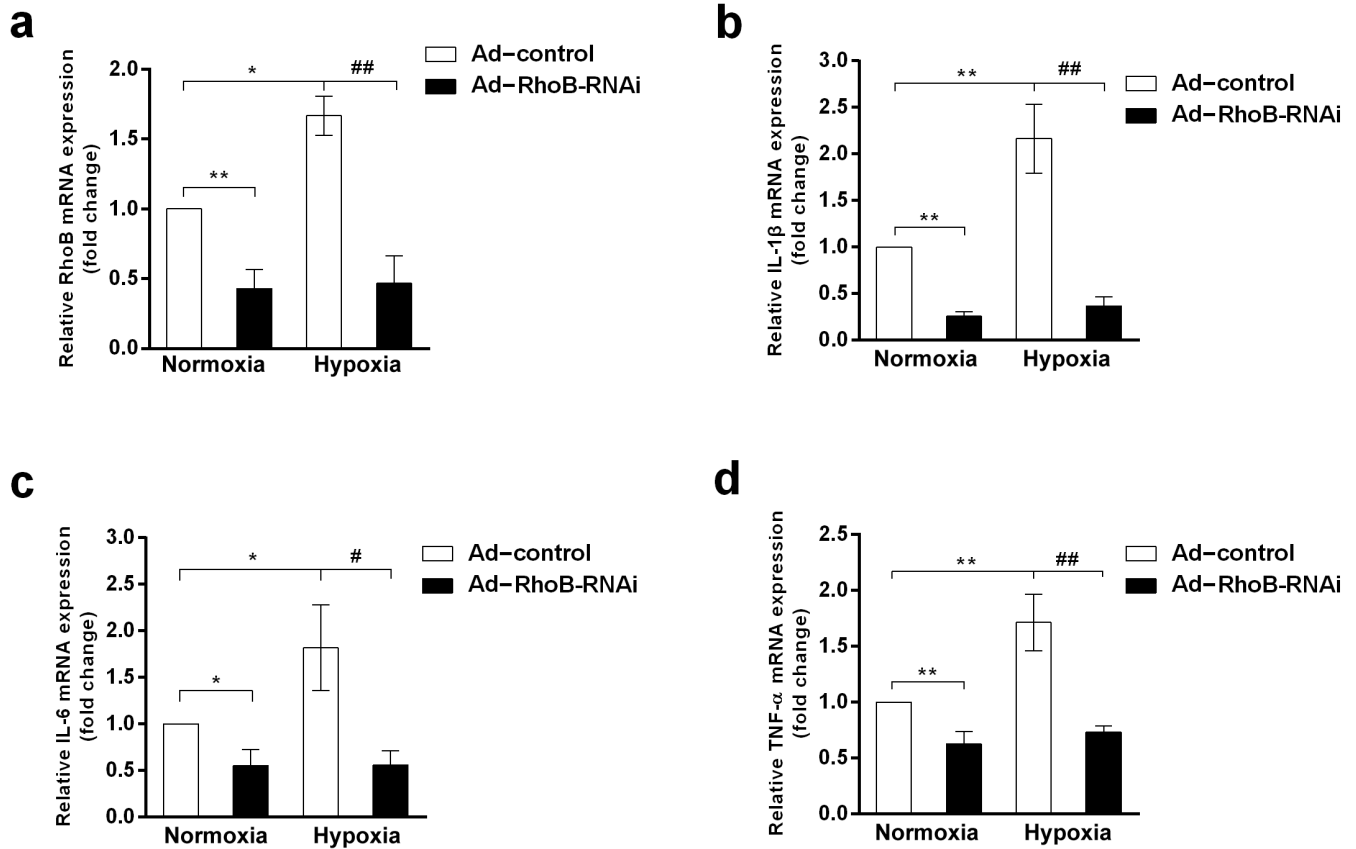 a
Relative RhoB mRNA expression
(fold change)
2.0
1.5
1.0
0.5
0.0
*
##
**
Normoxia
Hypoxia
Ad–control
Ad–RhoB-RNAi
b
Relative IL-1β mRNA expression
(fold change)
3.0
2.5
2.0
1.5
1.0
0.5
0.0
**
##
**
Normoxia
Hypoxia
Ad–control
Ad–RhoB-RNAi
c
Relative IL-6 mRNA expression
(fold change)
3.0
2.5
2.0
1.5
1.0
0.5
0.0
*
#
*
Normoxia
Hypoxia
Ad–control
Ad–RhoB-RNAi
d
Relative TNF-α mRNA expression
(fold change)
2.5
2.0
1.5
1.0
0.5
0.0
**
##
**
Normoxia
Hypoxia
Ad–control
Ad–RhoB-RNAi